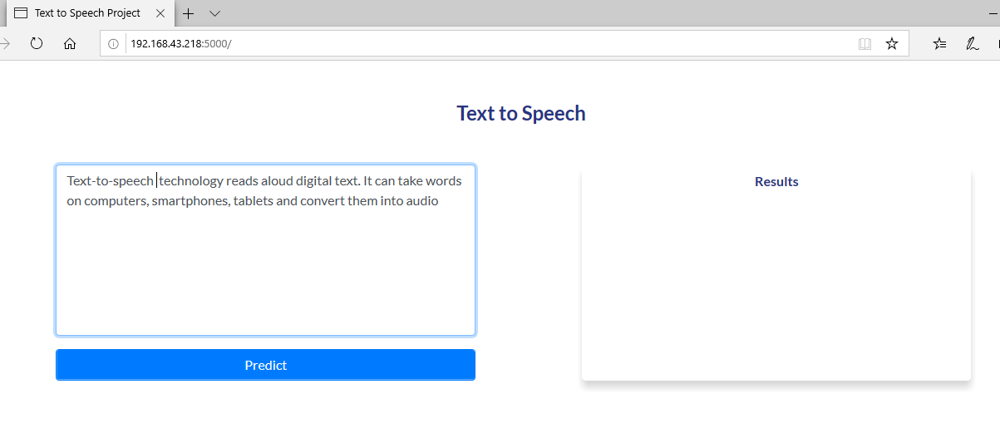 Text to Speech Project
192.168.43.218:5000/
Text to Speech
Text-to-speech technology reads aloud digital text. It can take words
on computers, smartphones, tablets and convert them into audio
Predict
Results